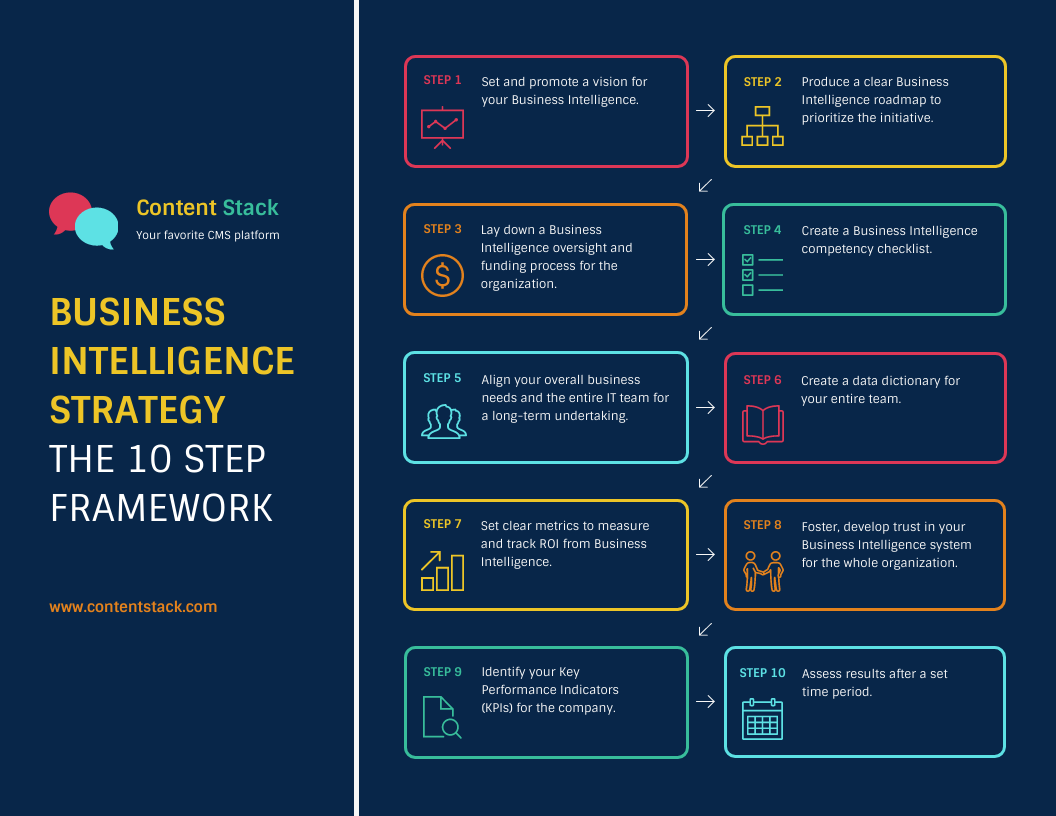 Content Stack
Your favorite CMS platform
BUSINESS
INTELLIGENCE
STRATEGY
THE 10 STEP
FRAMEWORK
www.contentstack.com
STEP 1
Set and promote a vision for
your Business Intelligence.
STEP 2
Produce a clear Business
Intelligence roadmap to
prioritize the initiative.
STEP 3
Lay down a Business
Intelligence oversight and
funding process for the
organization.
STEP 4
Create a Business Intelligence
competency checklist.
STEP 5
Align your overall business
needs and the entire IT team for
a long-term undertaking.
STEP 6
Create a data dictionary for
your entire team.
STEP 7
Set clear metrics to measure
and track ROI from Business
Intelligence.
STEP 8
Foster, develop trust in your
Business Intelligence system
for the whole organization.
STEP 9
Identify your Key
Performance Indicators
(KPIs) for the company.
STEP 10
Assess results after a set
time period.